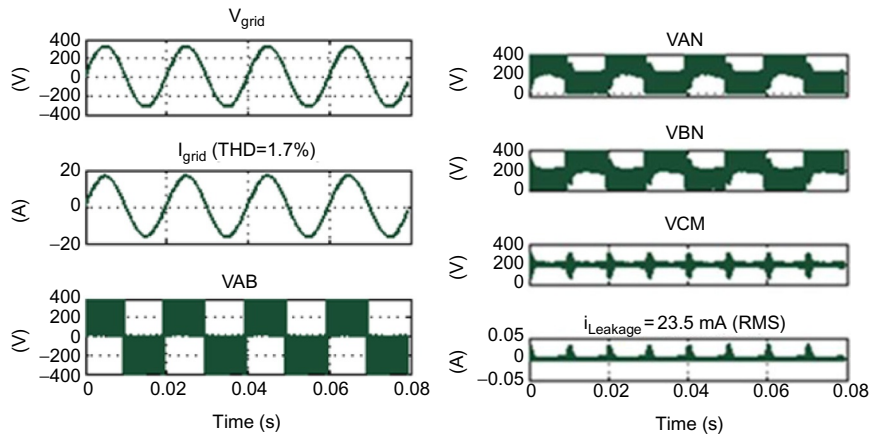 V_grid
400
200
0
−200
−400
(V)
I_grid (THD=1.7%)
20
0
−20
(A)
VAB
400
200
0
−200
−400
(V)
0 0.02 0.04 0.06 0.08
Time (s)
VAN
400
200
0
(V)
VBN
400
200
0
(V)
VCM
400
200
0
(V)
i_Leakage = 23.5 mA (RMS)
0.05
0
−0.05
(A)
0 0.02 0.04 0.06 0.08
Time (s)